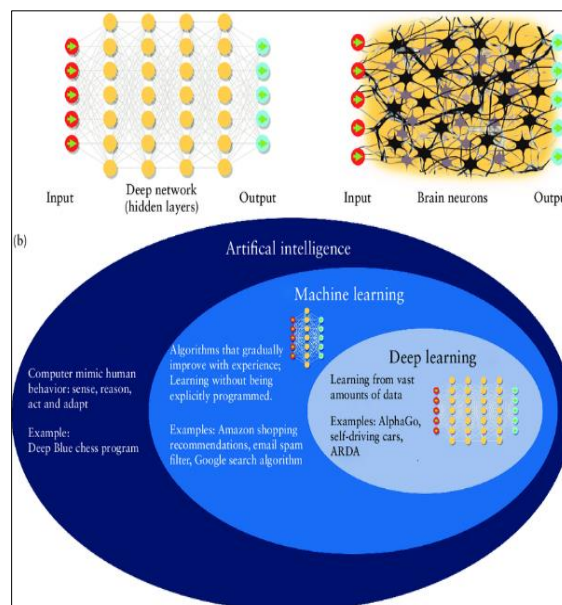 Input
Deep network
(hidden layers)
Output
Input
Brain neurons
Outp
(b)
Artifical intelligence
Machine learning
Algorithms that gradually
improve with experience;
Learning without being
explicitly programmed.
Examples: Amazon shopping
recommendations, email spam
filter, Google search algorithm
Deep learning
Learning from vast
amounts of data
Examples: AlphaGo,
self-driving cars,
ARDA
Computer mimic human
behavior: sense, reason,
act and adapt
Example:
Deep Blue chess program